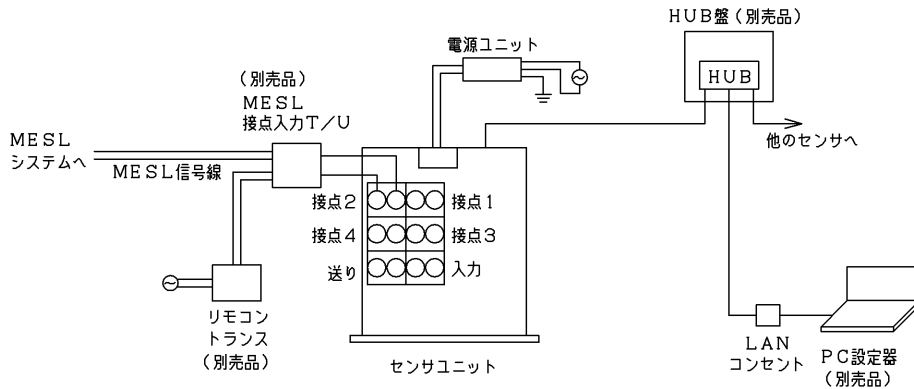 HUB盤(別売品)
電源ユニット
HUB
(別売品)
MESL
接点入力T/U
MESL
システムへ
他のセンサへ
MESL信号線
接点2
接点1
接点4
接点3
送り
入力
リモコン
トランス
(別売品)
センサユニット
LAN
コンセント
PC設定器
(別売品)